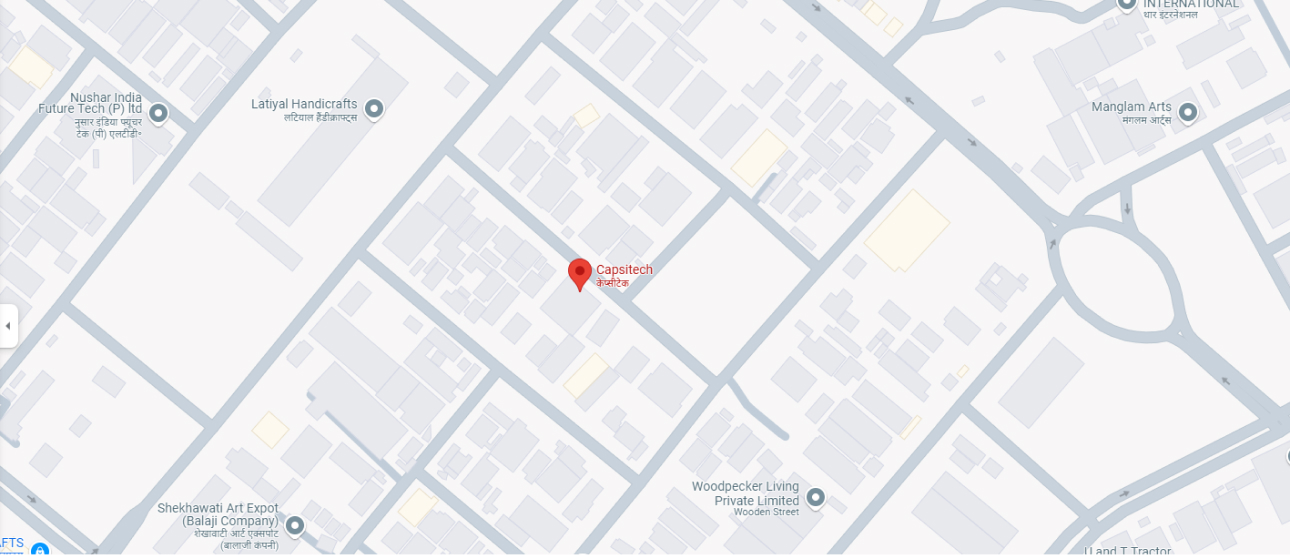 INTERNATIONAL
थार इंटरनेशनल
Nushar India
Future Tech (P) ltd
नुसार इंडिया फ्यूचर
टेक (पी) एलटीडी॰
Latiyal Handicrafts
लटियाल हैंडीक्राफ्ट्स
Manglam Arts
मंगलम आर्ट्स
Capsitech
केप्सीटेक
Woodpecker Living
Private Limited
Wooden Street
Shekhawati Art Expot
(Balaji Company)
शेखावाटी आर्ट एक्सपोट
(बालाजी कंपनी)
AFTS
U and T Tractor